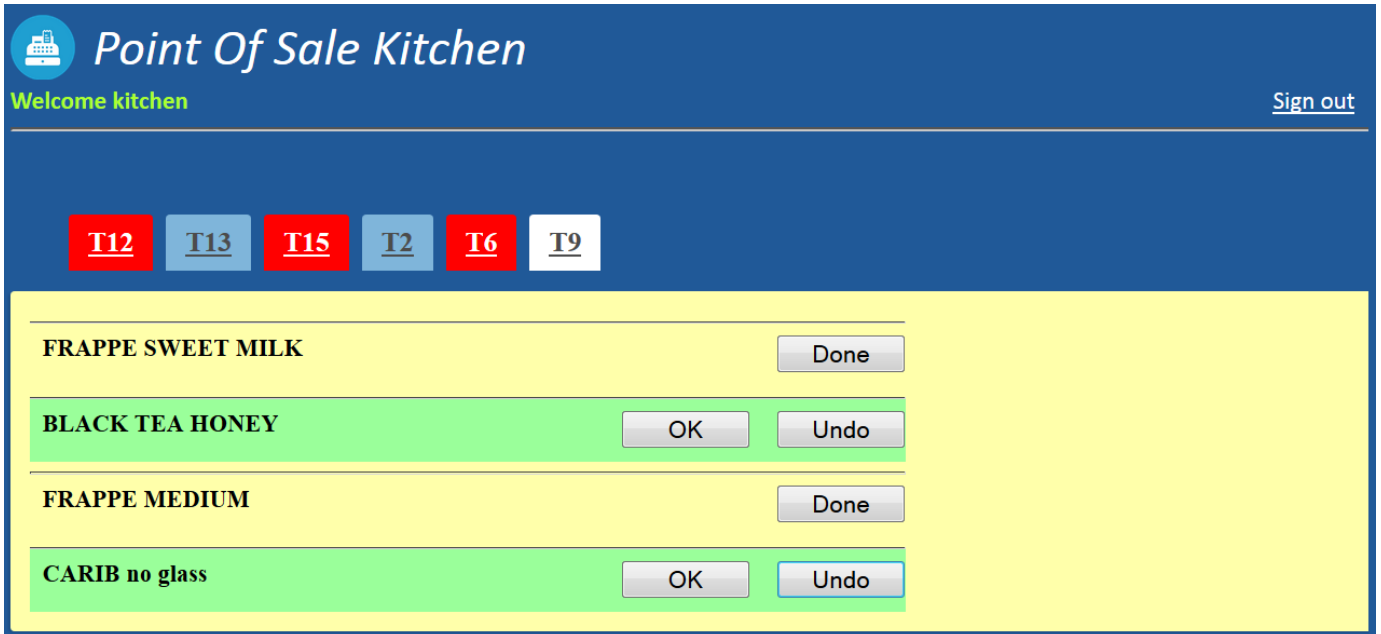 Point Of Sale Kitchen
Welcome kitchen
Sign out
T12 T13 T15 T2 T6 T9
FRAPPE SWEET MILK Done
BLACK TEA HONEY OK Undo
FRAPPE MEDIUM Done
CARIB no glass OK Undo